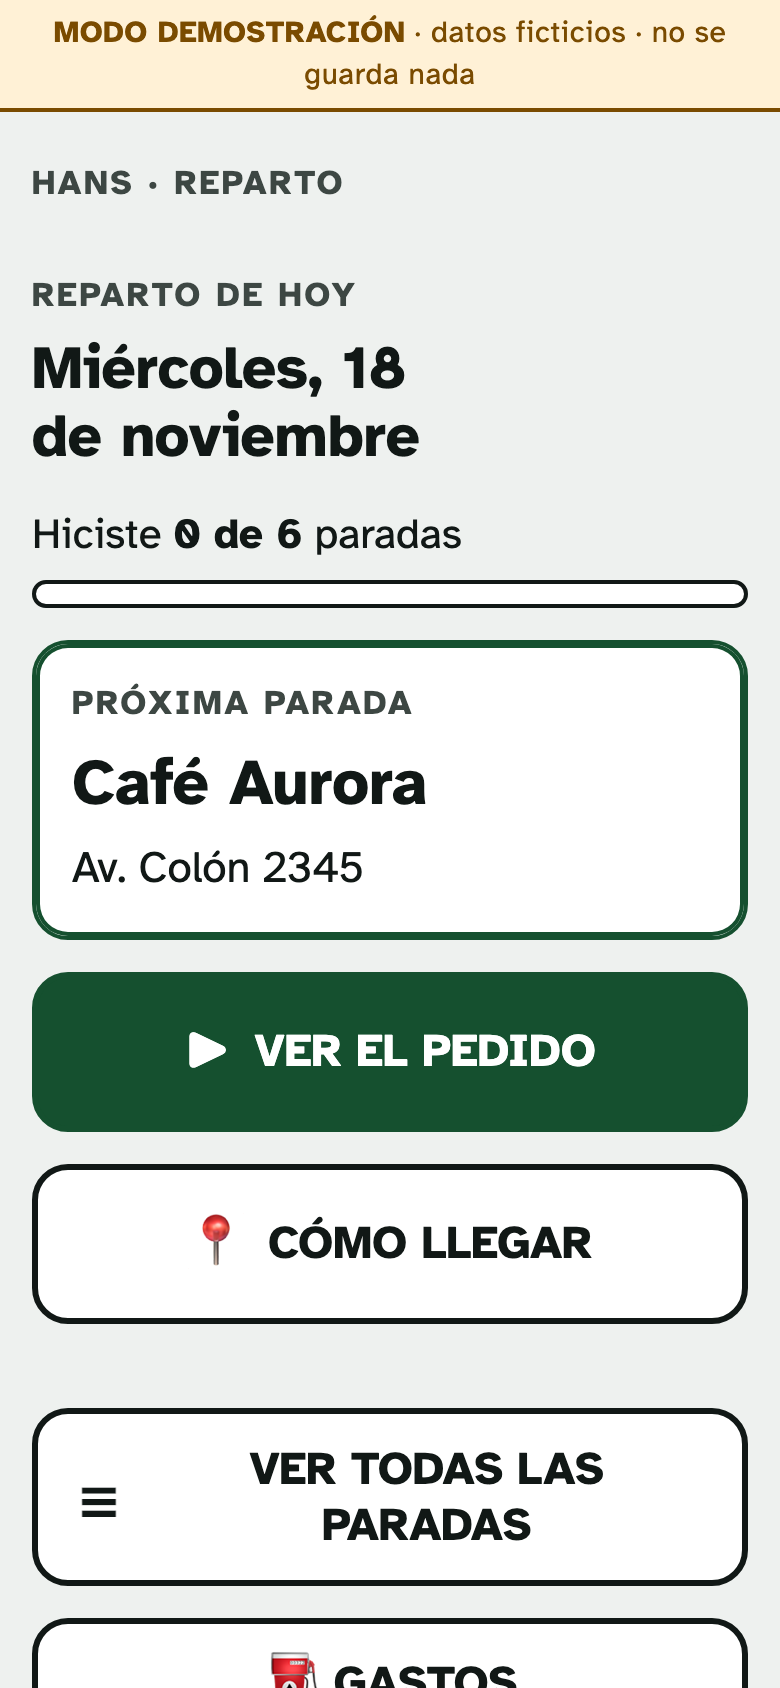 MODO DEMOSTRACIÓN · datos ficticios · no se
guarda nada
HANS · REPARTO
REPARTO DE HOY
Miércoles, 18
de noviembre
Hiciste 0 de 6 paradas
PRÓXIMA PARADA
Café Aurora
Av. Colón 2345
VER EL PEDIDO
CÓMO LLEGAR
VER TODAS LAS
PARADAS
GASTOS